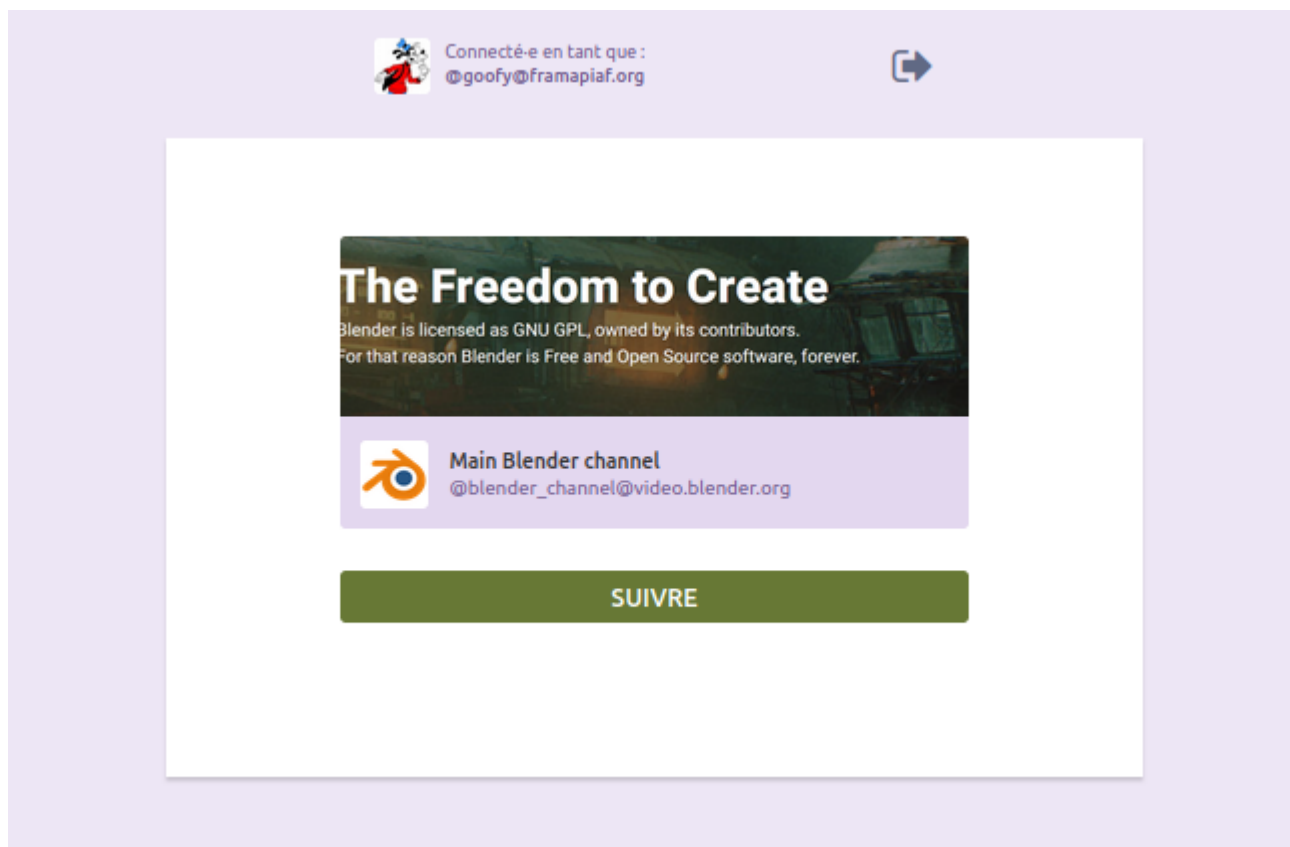 Connecté·e en tant que :
@goofy@framapiaf.org
The Freedom to Create
Blender is licensed as GNU GPL, owned by its contributors.
For that reason Blender is Free and Open Source software, forever.
Main Blender channel
@blender_channel@video.blender.org
SUIVRE